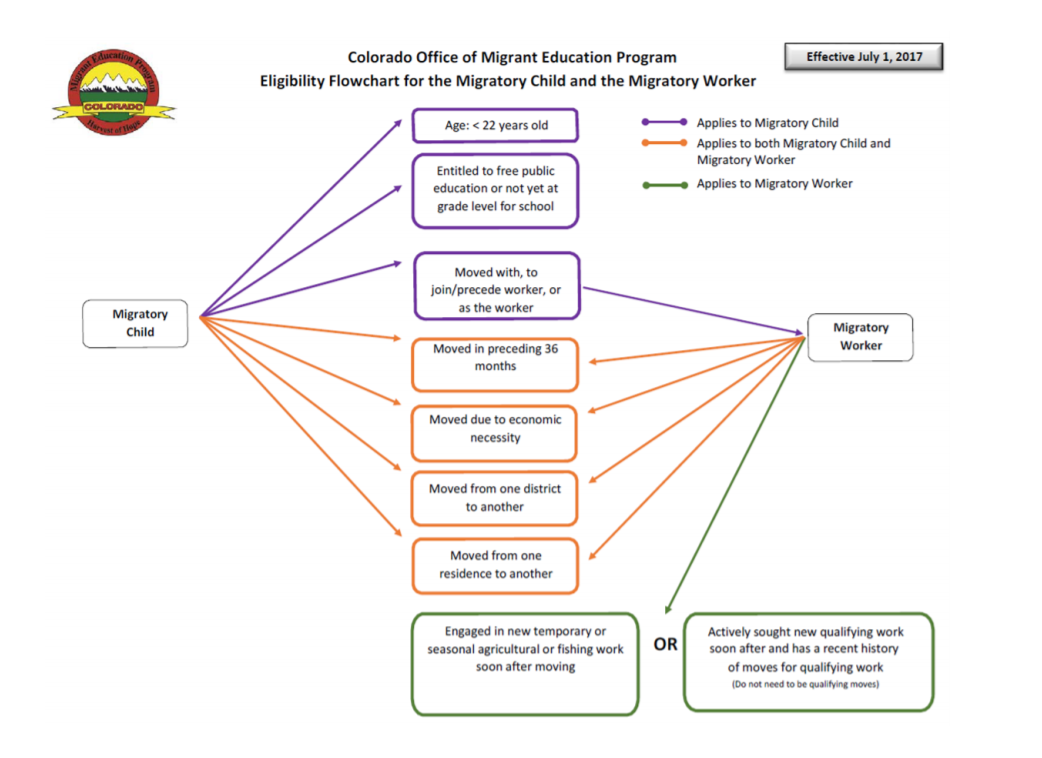 Colorado Office of Migrant Education Program
Eligibility Flowchart for the Migratory Child and the Migratory Worker
Effective July 1, 2017
Migrant Education Program
COLORADO
Harvest of Hope
Applies to Migratory Child
Applies to both Migratory Child and
Migratory Worker
Applies to Migratory Worker
Age: < 22 years old
Entitled to free public
education or not yet at
grade level for school
Moved with, to
join/precede worker, or
as the worker
Migratory
Child
Migratory
Worker
Moved in preceding 36
months
Moved due to economic
necessity
Moved from one district
to another
Moved from one
residence to another
Engaged in new temporary or
seasonal agricultural or fishing work
soon after moving
OR
Actively sought new qualifying work
soon after and has a recent history
of moves for qualifying work
(Do not need to be qualifying moves)